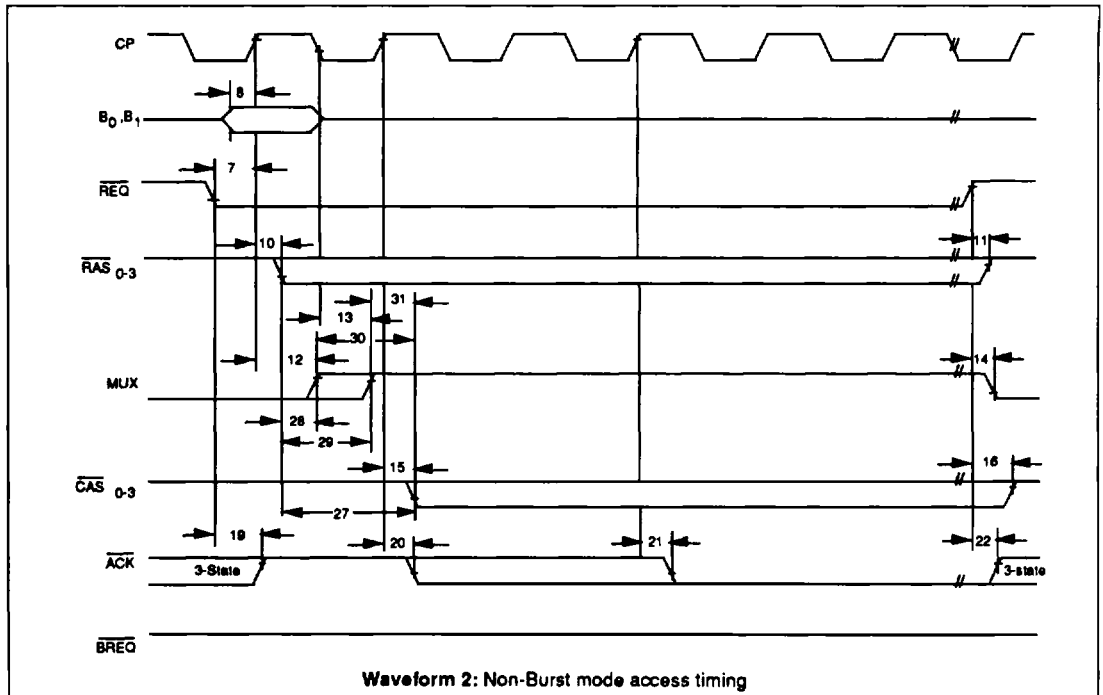 CP
8
B0,B1
7
REQ
10
11
RAS 0-3
31
13
30
12
14
MUX
28
29
15
16
CAS 0-3
27
19
20
21
22
ACK
3-State
3-state
BREQ
Waveform 2: Non-Burst mode access timing